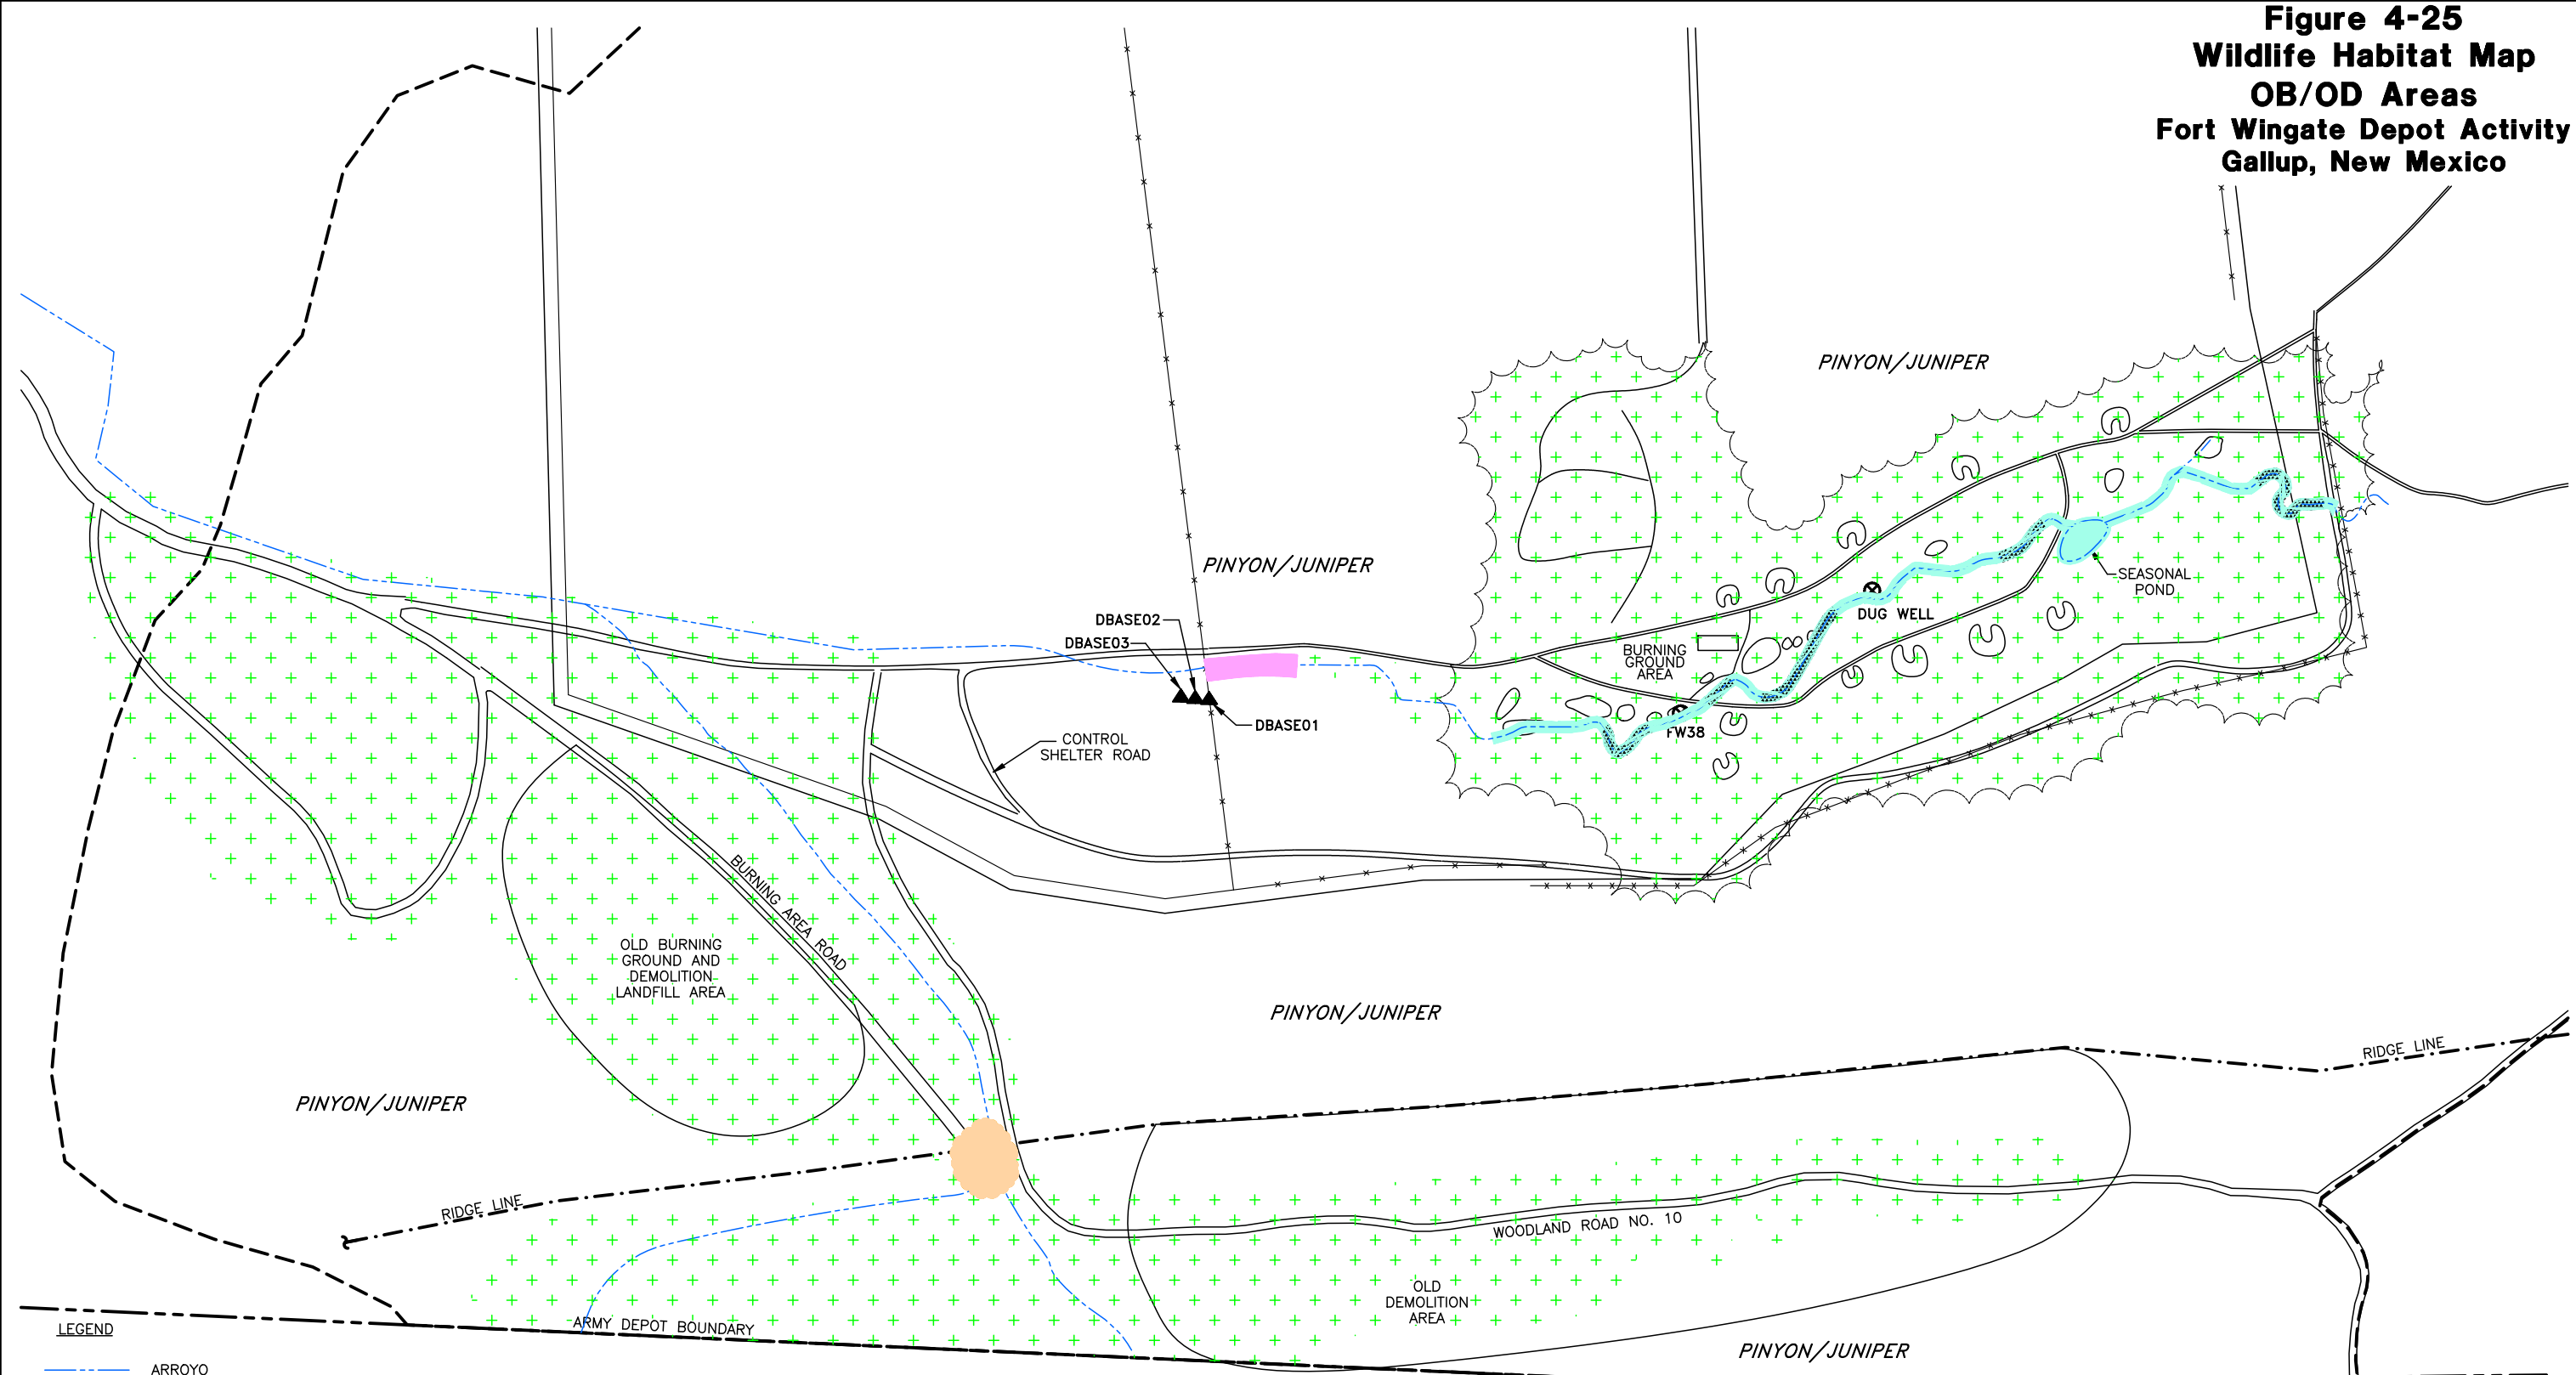 Figure 4-25
Wildlife Habitat Map
OB/OD Areas
Fort Wingate Depot Activity
Gallup, New Mexico
PINYON/JUNIPER
PINYON/JUNIPER
SEASONAL
POND
DUG WELL
DBASE02
DBASE03
DBASE01
BURNING
GROUND
AREA
FW38
CONTROL
SHELTER ROAD
BURNING AREA ROAD
OLD BURNING
GROUND AND
DEMOLITION
LANDFILL AREA
PINYON/JUNIPER
RIDGE LINE
PINYON/JUNIPER
RIDGE LINE
WOODLAND ROAD NO. 10
OLD
DEMOLITION
AREA
ARMY DEPOT BOUNDARY
PINYON/JUNIPER
LEGEND
ARROYO